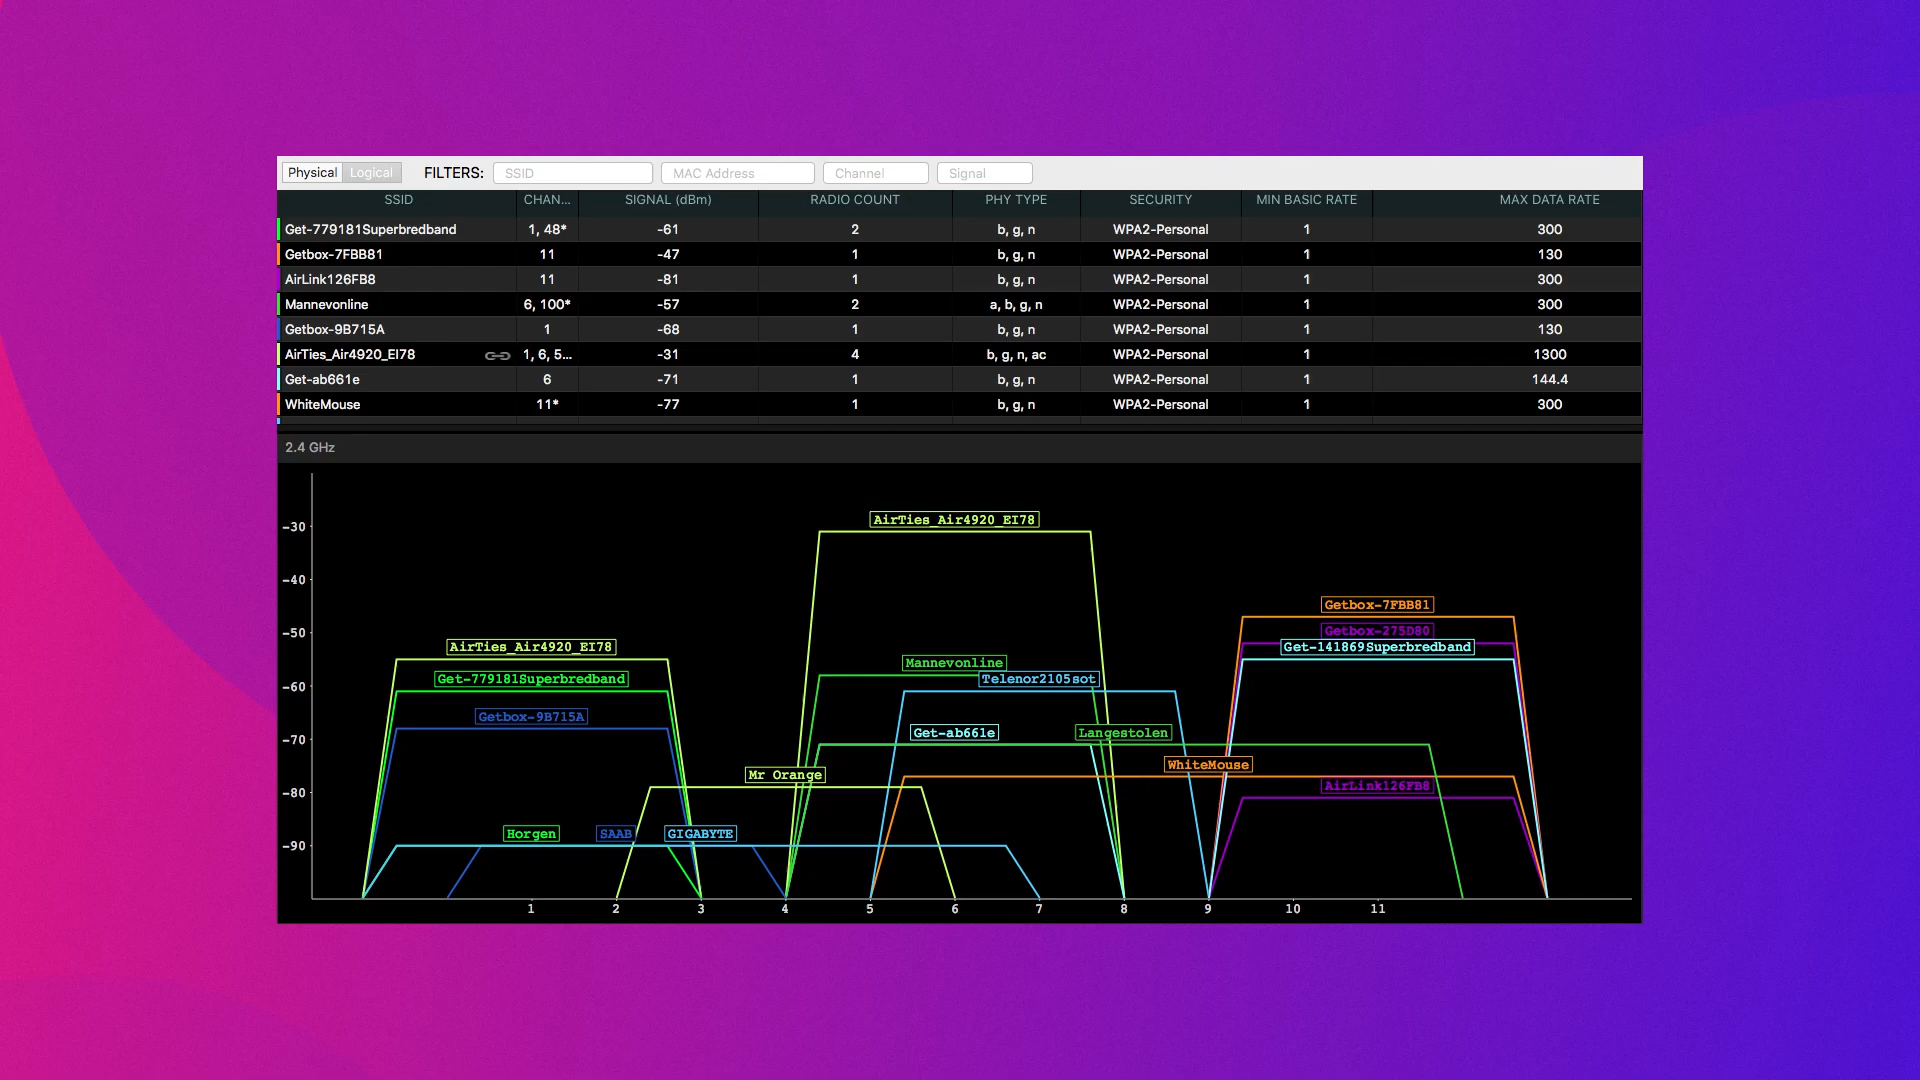 Physical Logical FILTERS: SSID MAC Address Channel Signal
SSID CHAN... SIGNAL (dBm) RADIO COUNT PHY TYPE SECURITY MIN BASIC RATE MAX DATA RATE
Get-779181Superbredband 1, 48* -61 2 b, g, n WPA2-Personal 1 300
Getbox-7FBB81 11 -47 1 b, g, n WPA2-Personal 1 130
AirLink126FB8 11 -81 1 b, g, n WPA2-Personal 1 300
Mannevonline 6, 100* -57 2 a, b, g, n WPA2-Personal 1 300
Getbox-9B715A 1 -68 1 b, g, n WPA2-Personal 1 130
AirTies_Air4920_EI78 1, 6, 5... -31 4 b, g, n, ac WPA2-Personal 1 1300
Get-ab661e 6 -71 1 b, g, n WPA2-Personal 1 144.4
WhiteMouse 11* -77 1 b, g, n WPA2-Personal 1 300
2.4 GHz
AirTies_Air4920_EI78
-30
-40
Getbox-7FBB81
-50 Getbox-275D80
AirTies_Air4920_EI78 Get-141869Superbredband
Mannevonline
Get-779181Superbredband Telenor2105sot
-60
Getbox-9B715A
Get-ab661e Langestolen
-70
WhiteMouse
Mr Orange
AirLink126FB8
-80
Horgen SAAB GIGABYTE
-90
1 2 3 4 5 6 7 8 9 10 11